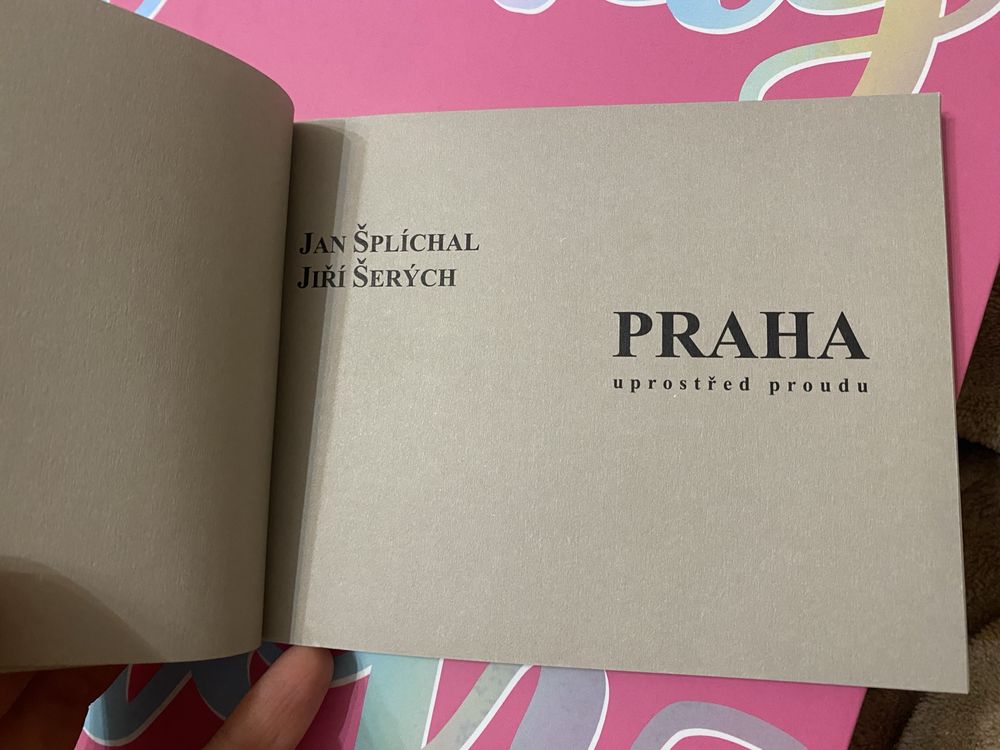 JAN ŠPLÍCHAL
JIŘÍ ŠERÝCH
PRAHA
uprostřed proudu